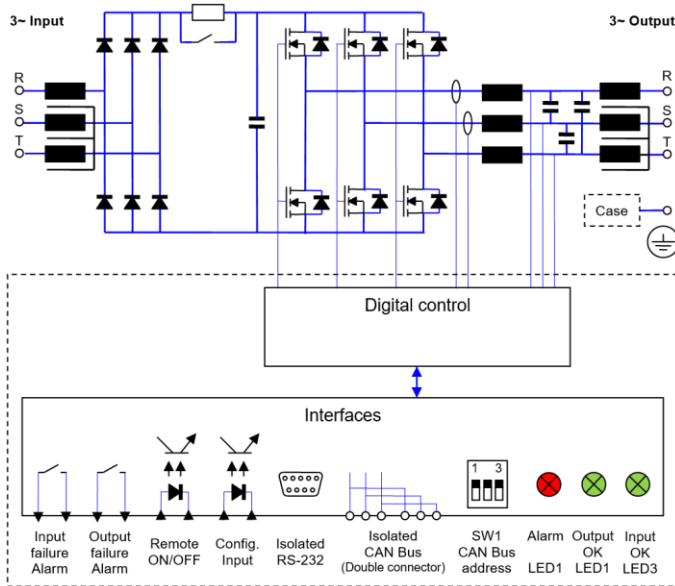 3~ Input
3~ Output
R
S
T
R
S
T
Case
Digital control
Interfaces
1 3
Input
failure
Alarm
Output
failure
Alarm
Remote
ON/OFF
Config.
Input
Isolated
RS-232
Isolated
CAN Bus
(Double connector)
SW1
CAN Bus
address
Alarm
LED1
Output
OK
LED1
Input
OK
LED3